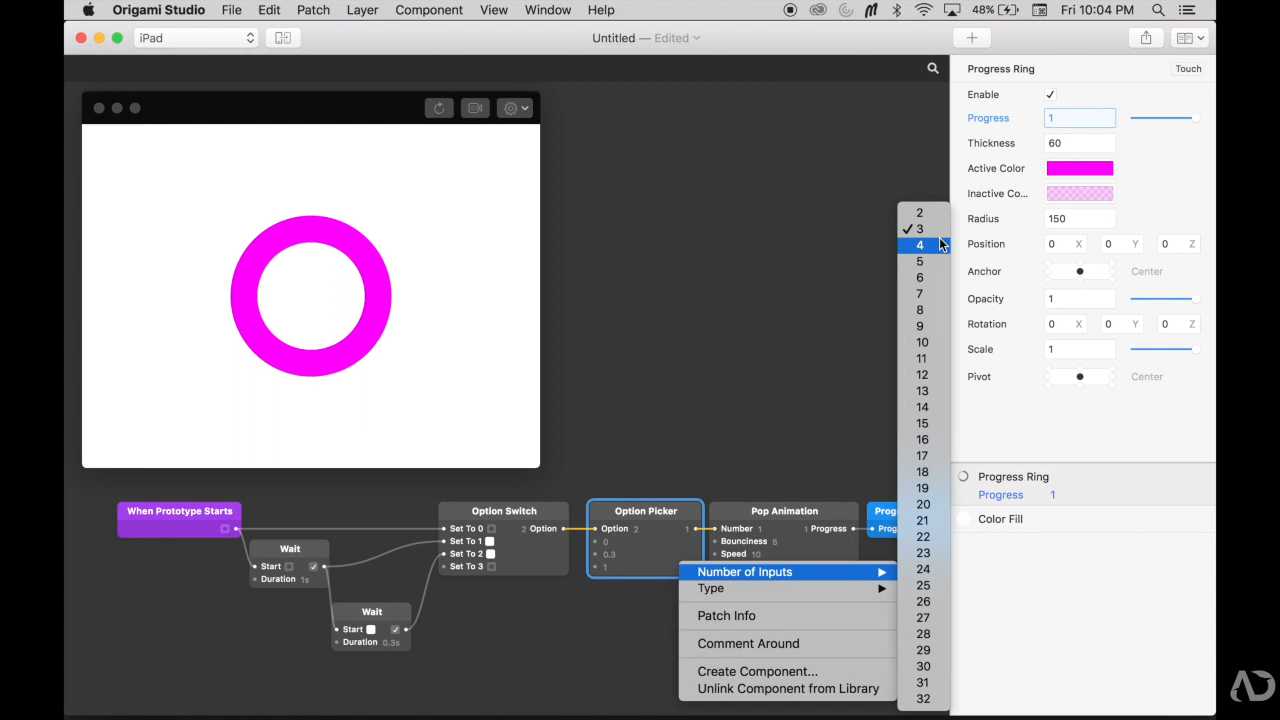 Origami Studio File Edit Patch Layer Component View Window Help 48% Fri 10:04 PM
iPad Untitled — Edited
Progress Ring Touch
Enable
Progress 1
Thickness 60
Active Color
Inactive Co...
Radius 150
Position 0 X 0 Y 0 Z
Anchor Center
Opacity 1
Rotation 0 X 0 Y 0 Z
Scale 1
Pivot Center
2
3
4
5
6
7
8
9
10
11
12
13
14
15
16
17
18
19
20
21
22
23
24
25
26
27
28
29
30
31
32
Progress Ring
Progress 1
Color Fill
When Prototype Starts
Wait
Start
Duration 1s
Wait
Start
Duration 0.3s
Option Switch
Set To 0 2 Option
Set To 1
Set To 2
Set To 3
Option Picker
Option 2 1
0
0.3
1
Pop Animation
Number 1 1 Progress
Bounciness 5
Speed 10
Prog
Prog
Number of Inputs
Type
Patch Info
Comment Around
Create Component...
Unlink Component from Library
AD